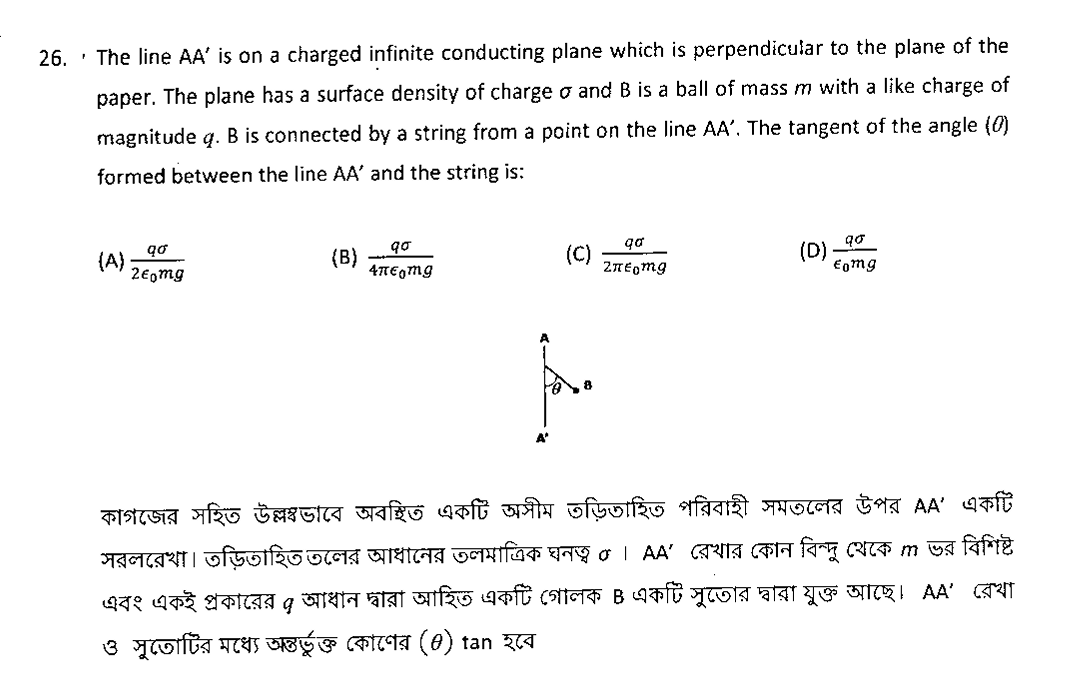 26. ' The line AA′ is on a charged infinite conducting plane which is perpendicular to the plane of the
paper. The plane has a surface density of charge σ and B is a ball of mass m with a like charge of
magnitude q. B is connected by a string from a point on the line AA′. The tangent of the angle (θ)
formed between the line AA′ and the string is:
(A) qσ/2ϵ₀mg (B) qσ/4πϵ₀mg (C) qσ/2πϵ₀mg (D) qσ/ϵ₀mg
A
θ B
A'
কাগজের সহিত উল্লম্বভাবে অবস্থিত একটি অসীম তড়িতাহিত পরিবাহী সমতলের উপর AA′ একটি
সরলরেখা। তড়িতাহিত তলের আধানের তলমাত্রিক ঘনত্ব σ । AA′ রেখার কোন বিন্দু থেকে m ভর বিশিষ্ট
এবং একই প্রকারের q আধান দ্বারা আহিত একটি গোলক B একটি সুতোর দ্বারা যুক্ত আছে। AA′ রেখা
ও সুতোটির মধ্যে অন্তর্ভুক্ত কোণের (θ) tan হবে